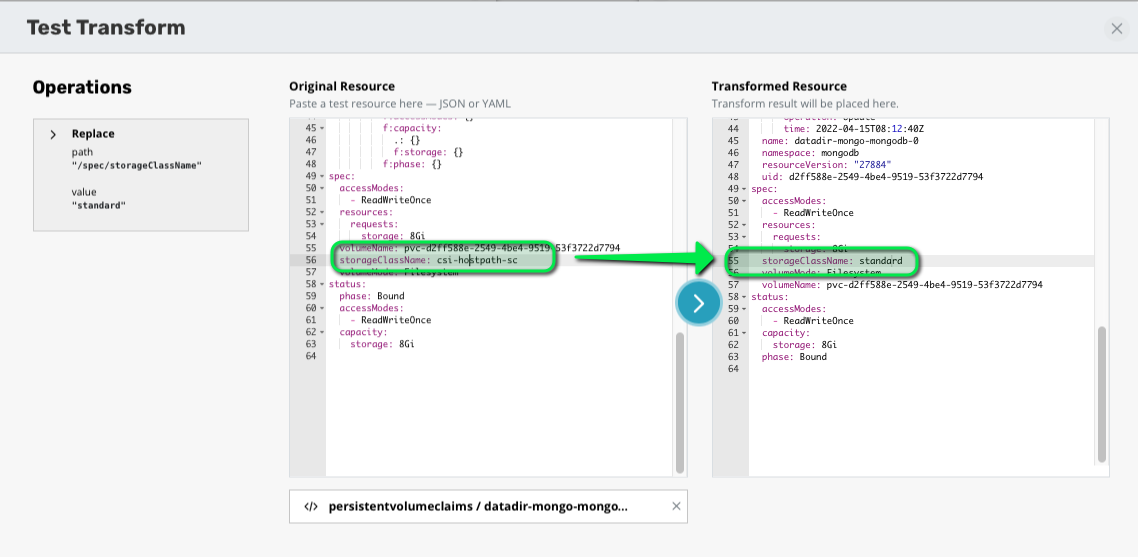 Test Transform
Operations
Replace
path
"/spec/storageClassName"
value
"standard"
Original Resource
Paste a test resource here — JSON or YAML
45 f:capacity:
46 .: {}
47 f:storage: {}
48 f:phase: {}
49 spec:
50 accessModes:
51 - ReadWriteOnce
52 resources:
53 requests:
54 storage: 8Gi
55 volumeName: pvc-d2ff588e-2549-4be4-9519-53f3722d7794
56 storageClassName: csi-hostpath-sc
57 volumeMode: Filesystem
58 status:
59 phase: Bound
60 accessModes:
61 - ReadWriteOnce
62 capacity:
63 storage: 8Gi
64
</> persistentvolumeclaims / datadir-mongo-mongo...
Transformed Resource
Transform result will be placed here.
43 operation: Update
44 time: 2022-04-15T08:12:40Z
45 name: datadir-mongo-mongodb-0
46 namespace: mongodb
47 resourceVersion: "27884"
48 uid: d2ff588e-2549-4be4-9519-53f3722d7794
49 spec:
50 accessModes:
51 - ReadWriteOnce
52 resources:
53 requests:
54 storage: 8Gi
55 storageClassName: standard
56 volumeMode: Filesystem
57 volumeName: pvc-d2ff588e-2549-4be4-9519-53f3722d7794
58 status:
59 accessModes:
60 - ReadWriteOnce
61 capacity:
62 storage: 8Gi
63 phase: Bound
64